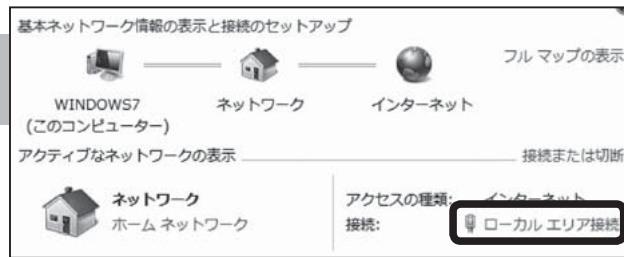 基本ネットワーク情報の表示と接続のセットアップ
フル マップの表示
WINDOWS7
(このコンピューター)
ネットワーク
インターネット
アクティブなネットワークの表示
接続または切断
ネットワーク
ホーム ネットワーク
アクセスの種類:
インターネット
接続:
ローカル エリア接続